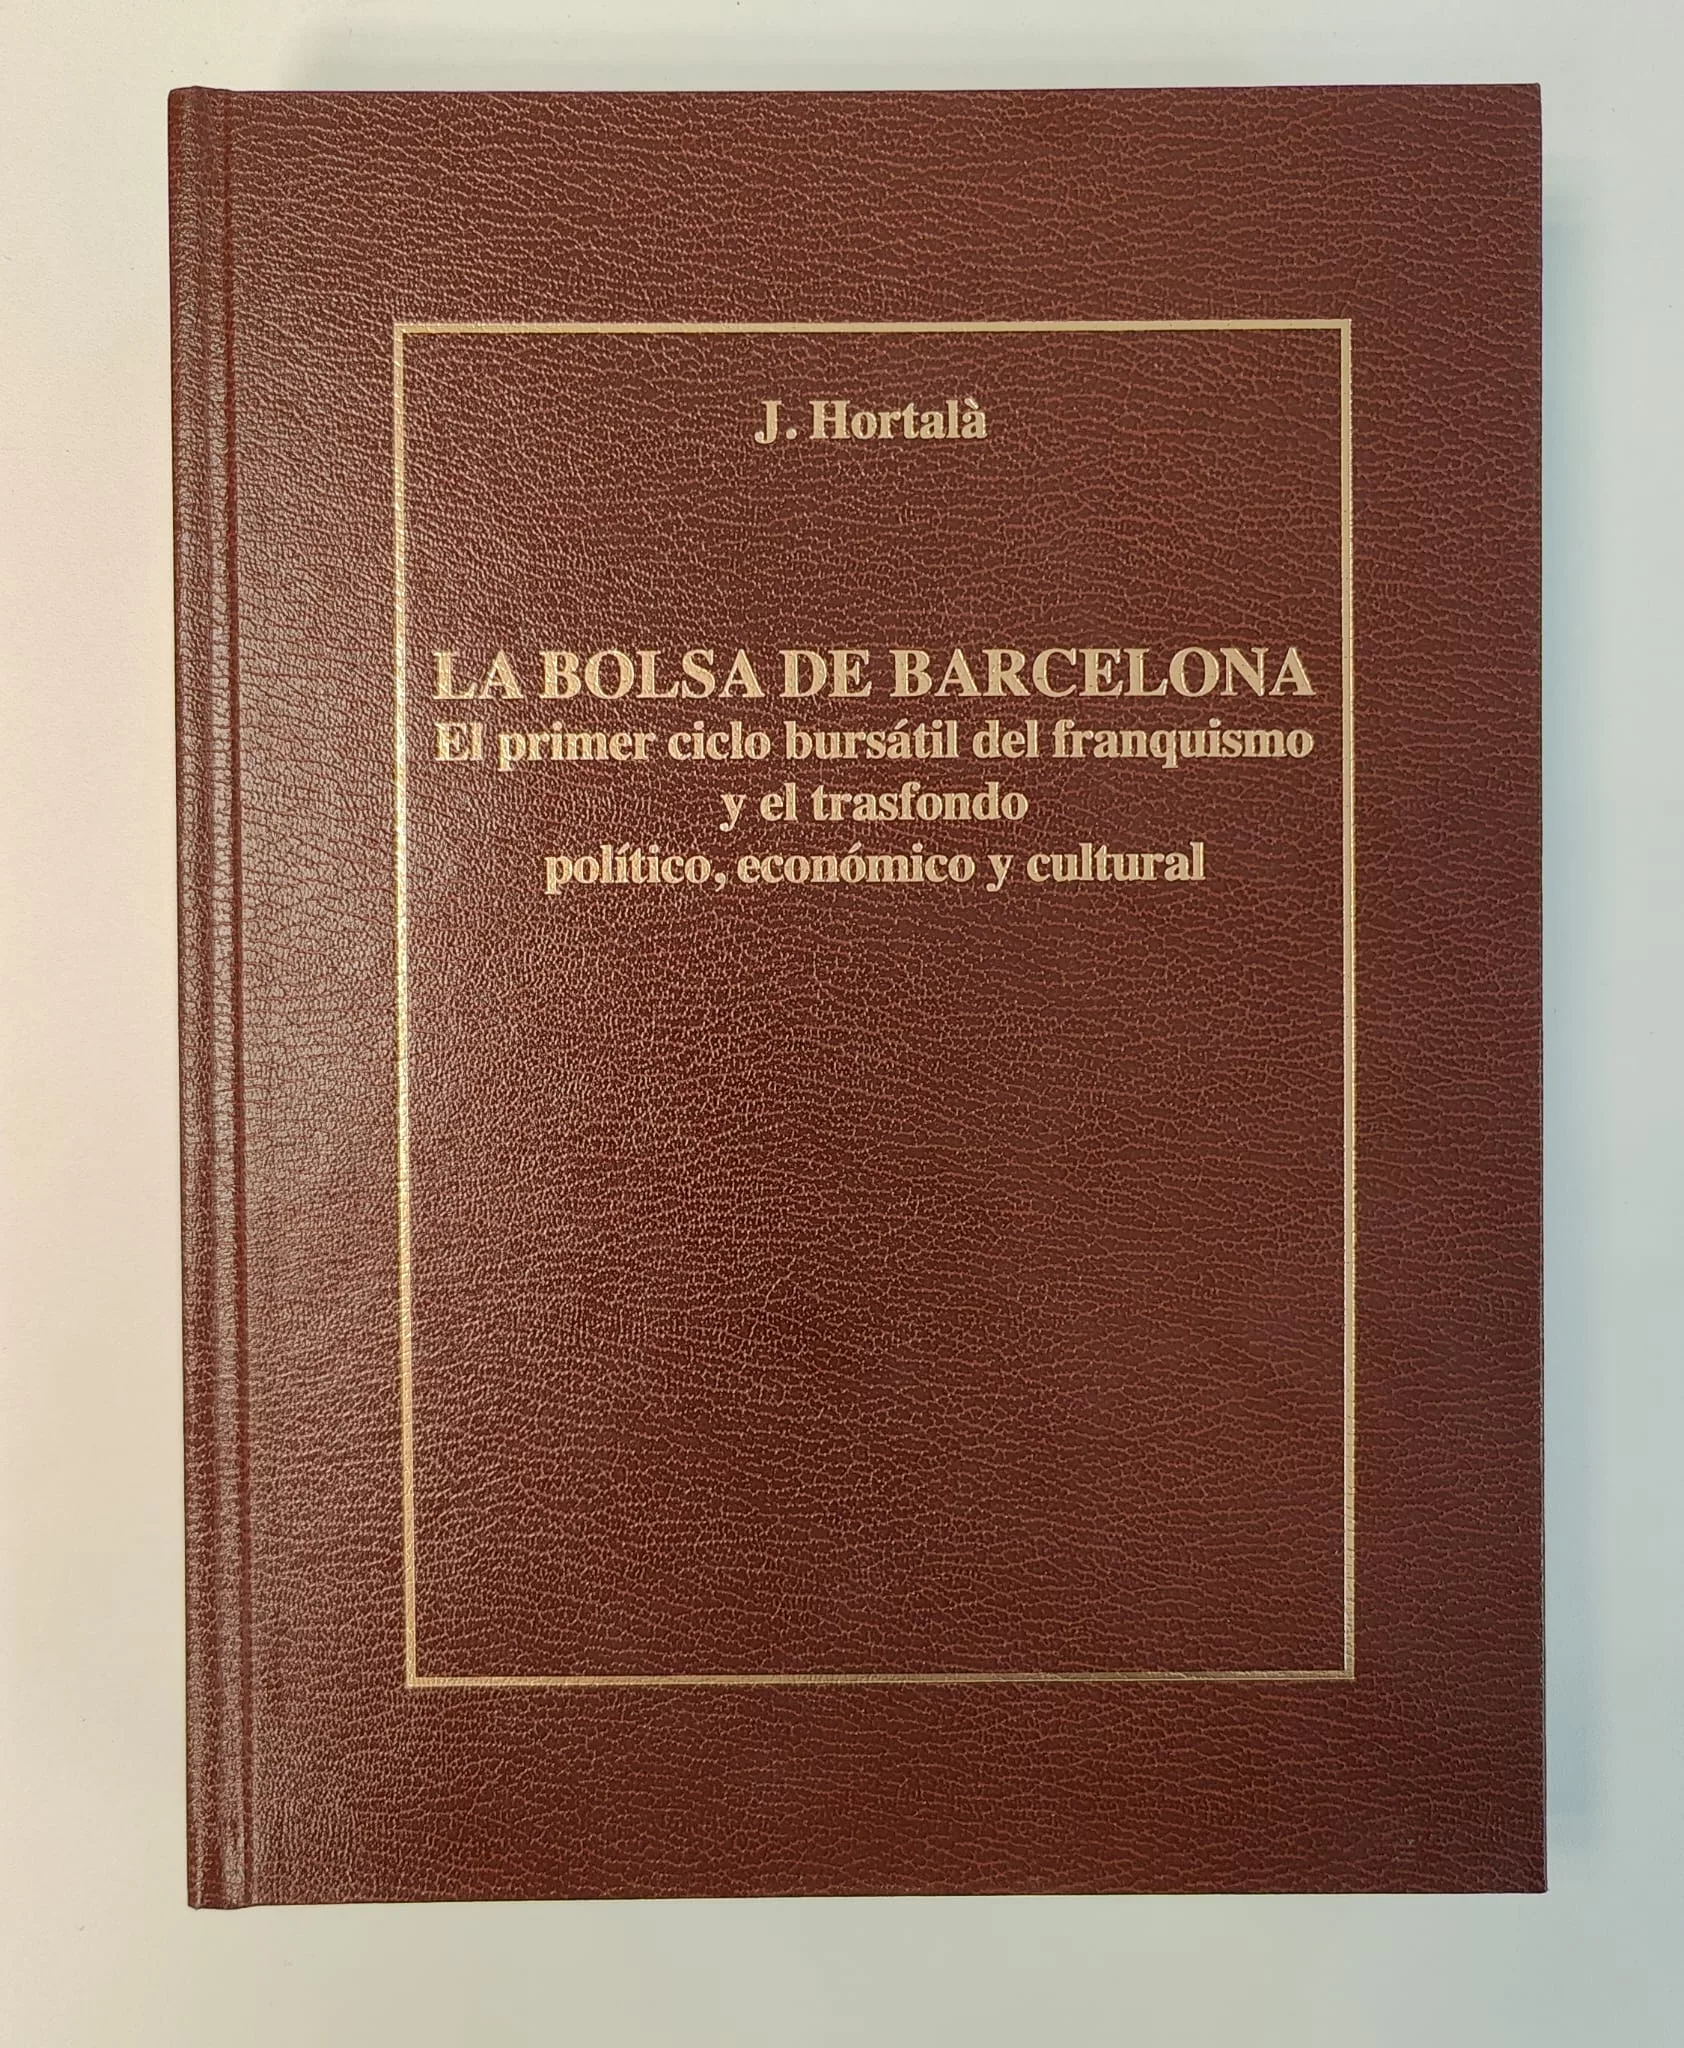 J. Hortalà
LA BOLSA DE BARCELONA
El primer ciclo bursátil del franquismo
y el trasfondo
político, económico y cultural